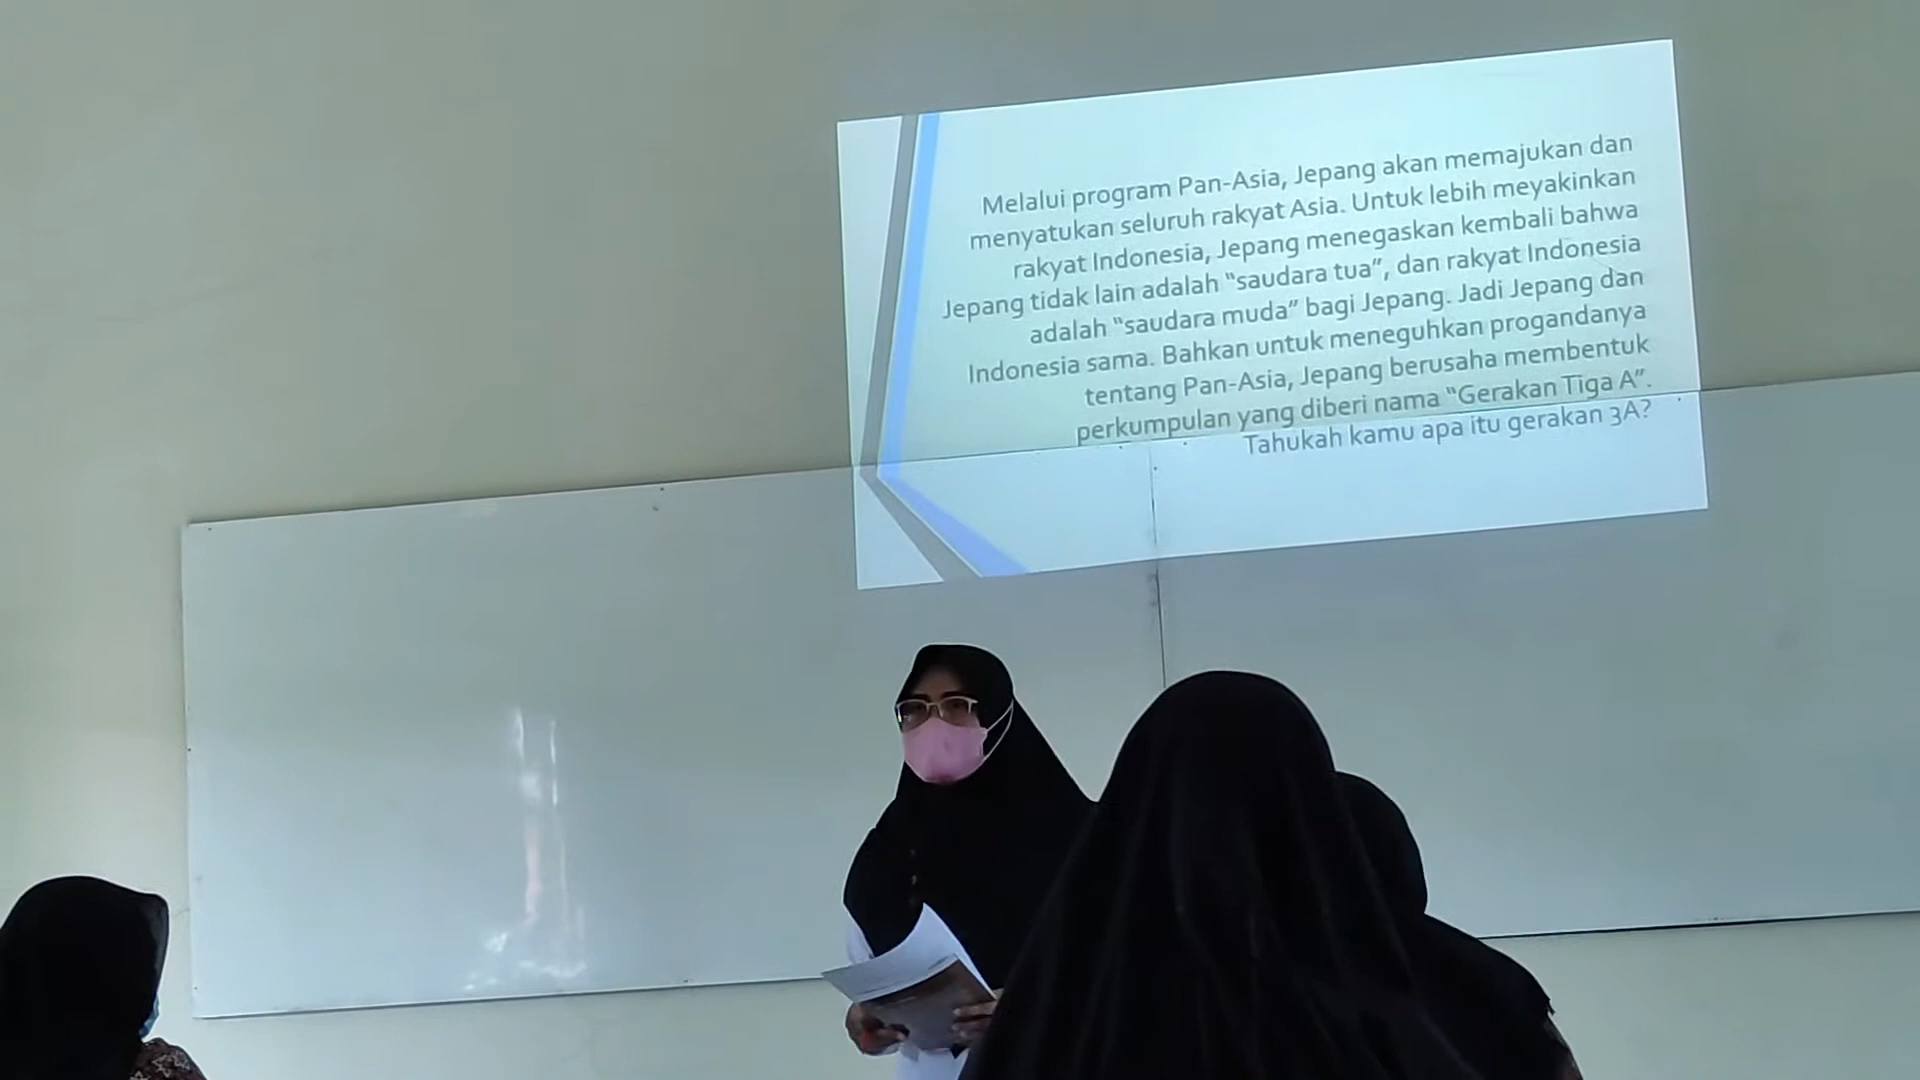 Melalui program Pan-Asia, Jepang akan memajukan dan
menyatukan seluruh rakyat Asia. Untuk lebih meyakinkan
rakyat Indonesia, Jepang menegaskan kembali bahwa
Jepang tidak lain adalah “saudara tua”, dan rakyat Indonesia
adalah “saudara muda” bagi Jepang. Jadi Jepang dan
Indonesia sama. Bahkan untuk meneguhkan progandanya
tentang Pan-Asia, Jepang berusaha membentuk
perkumpulan yang diberi nama “Gerakan Tiga A”.
Tahukah kamu apa itu gerakan 3A?